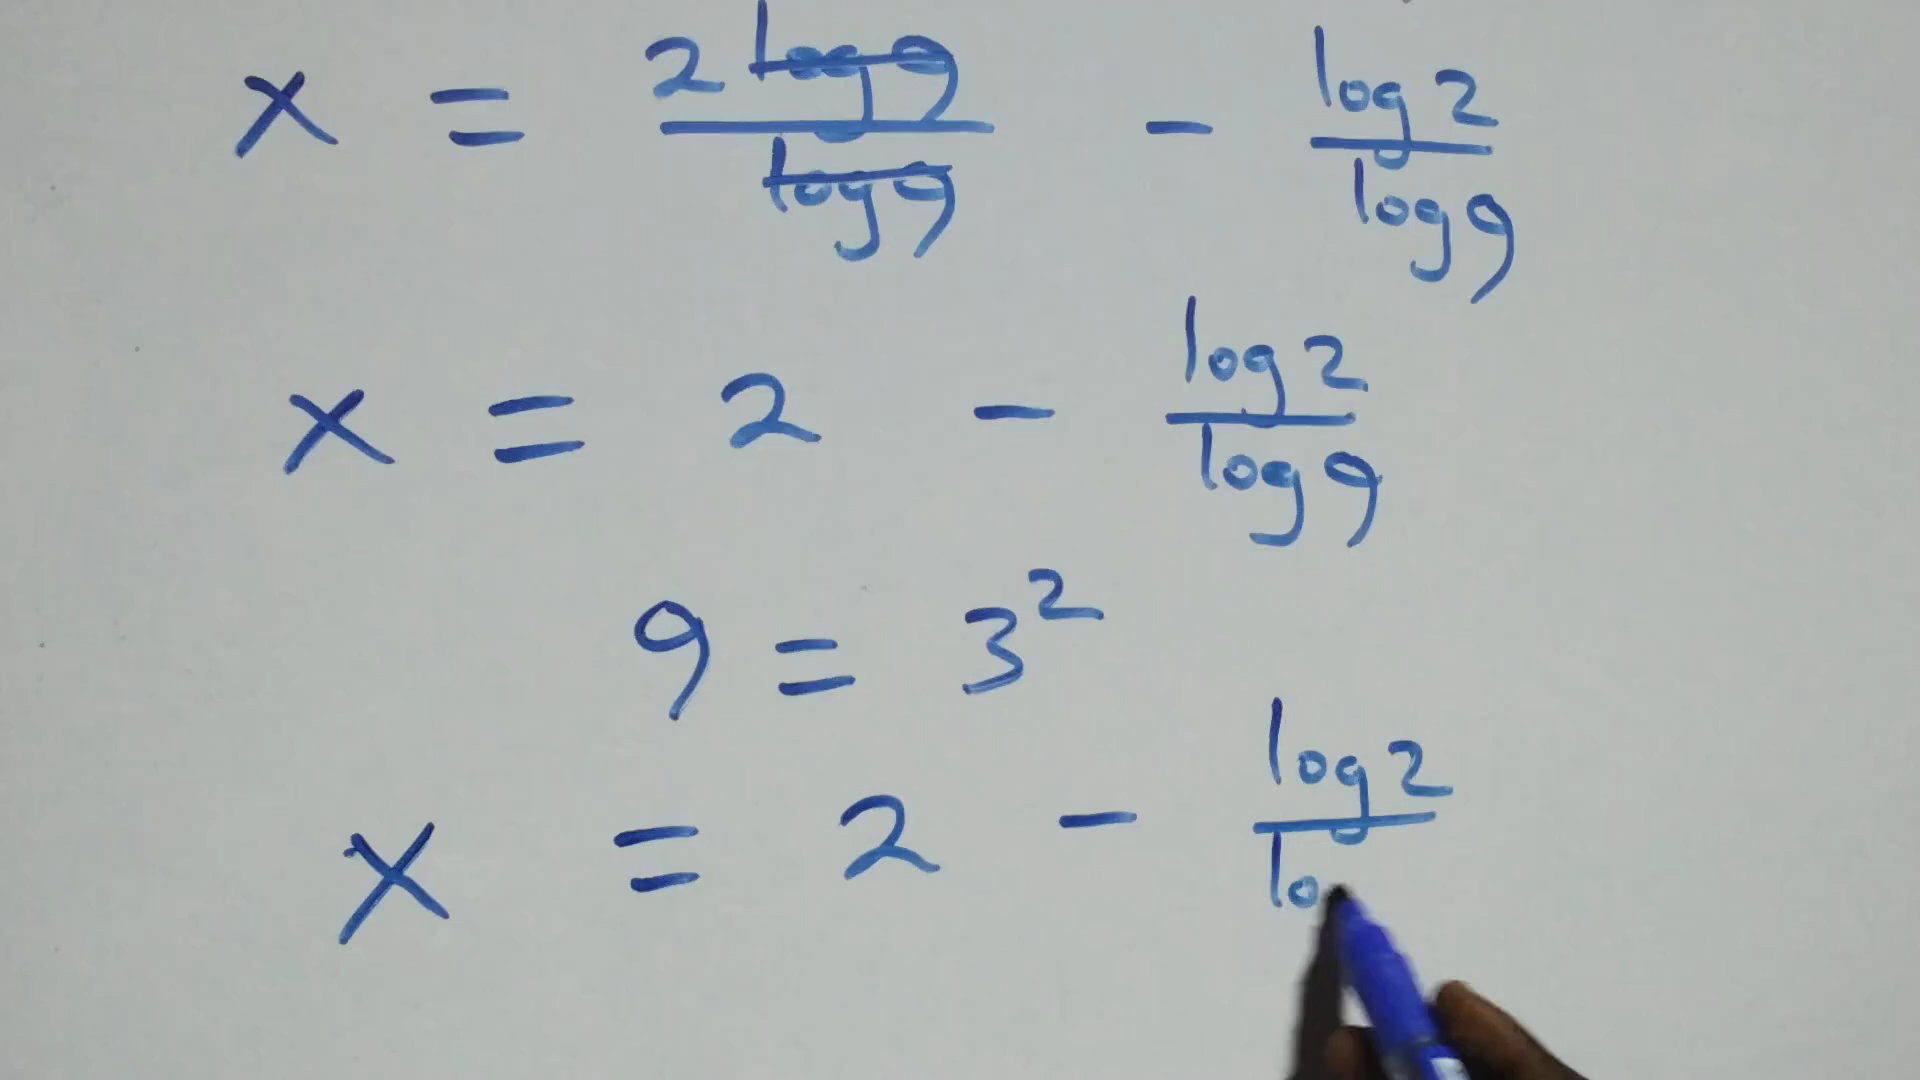 x = 2 log 9 / log 9 - log 2 / log 9
x = 2 - log 2 / log 9
9 = 3²
x = 2 - log 2 / lo